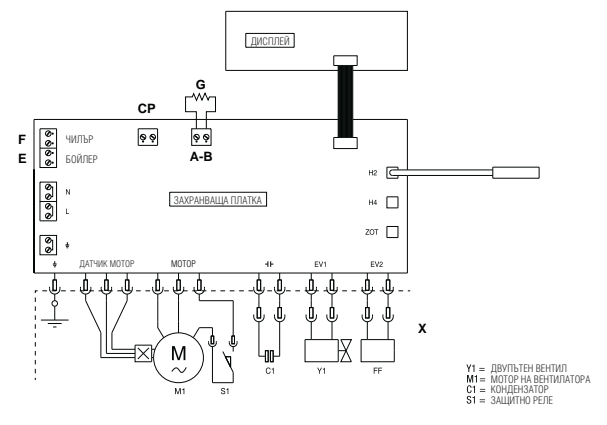 ДИСПЛЕЙ
G
CP
F ЧИЛЪР
E БОЙЛЕР
A-B
N
L
ЗАХРАНВАЩА ПЛАТКА
H2
H4
ZOT
ДАТЧИК МОТОР
МОТОР
EV1
EV2
X
M
M1
S1
C1
Y1
FF
Y1 = ДВУПЪТЕН ВЕНТИЛ
M1= МОТОР НА ВЕНТИЛАТОРА
C1 = КОНДЕНЗАТОР
S1 = ЗАЩИТНО РЕЛЕ